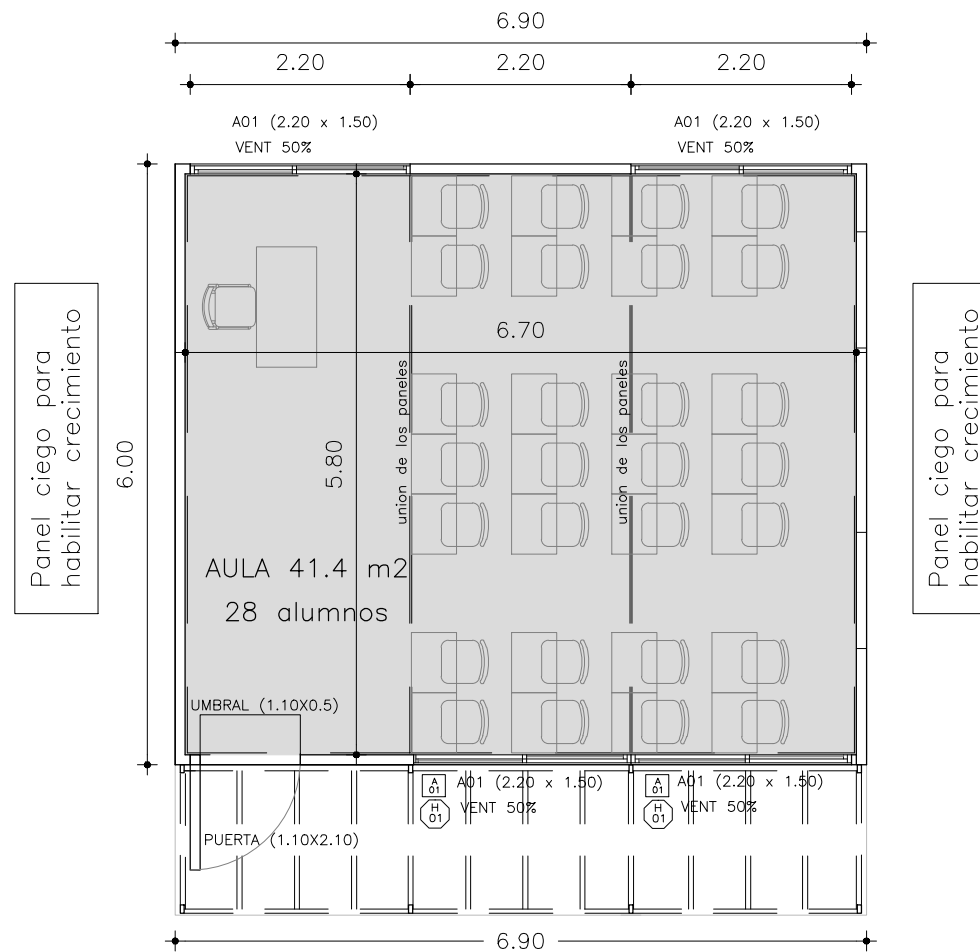 6.90
2.20
2.20
2.20
A01 (2.20 x 1.50)
VENT 50%
A01 (2.20 x 1.50)
VENT 50%
Panel ciego para
habilitar crecimiento
6.00
5.80
6.70
union de los paneles
union de los paneles
Panel ciego para
habilitar crecimiento
AULA 41.4 m2
28 alumnos
UMBRAL (1.10X0.5)
A
01
A01 (2.20 x 1.50)
H
01
VENT 50%
A
01
A01 (2.20 x 1.50)
H
01
VENT 50%
PUERTA (1.10X2.10)
6.90